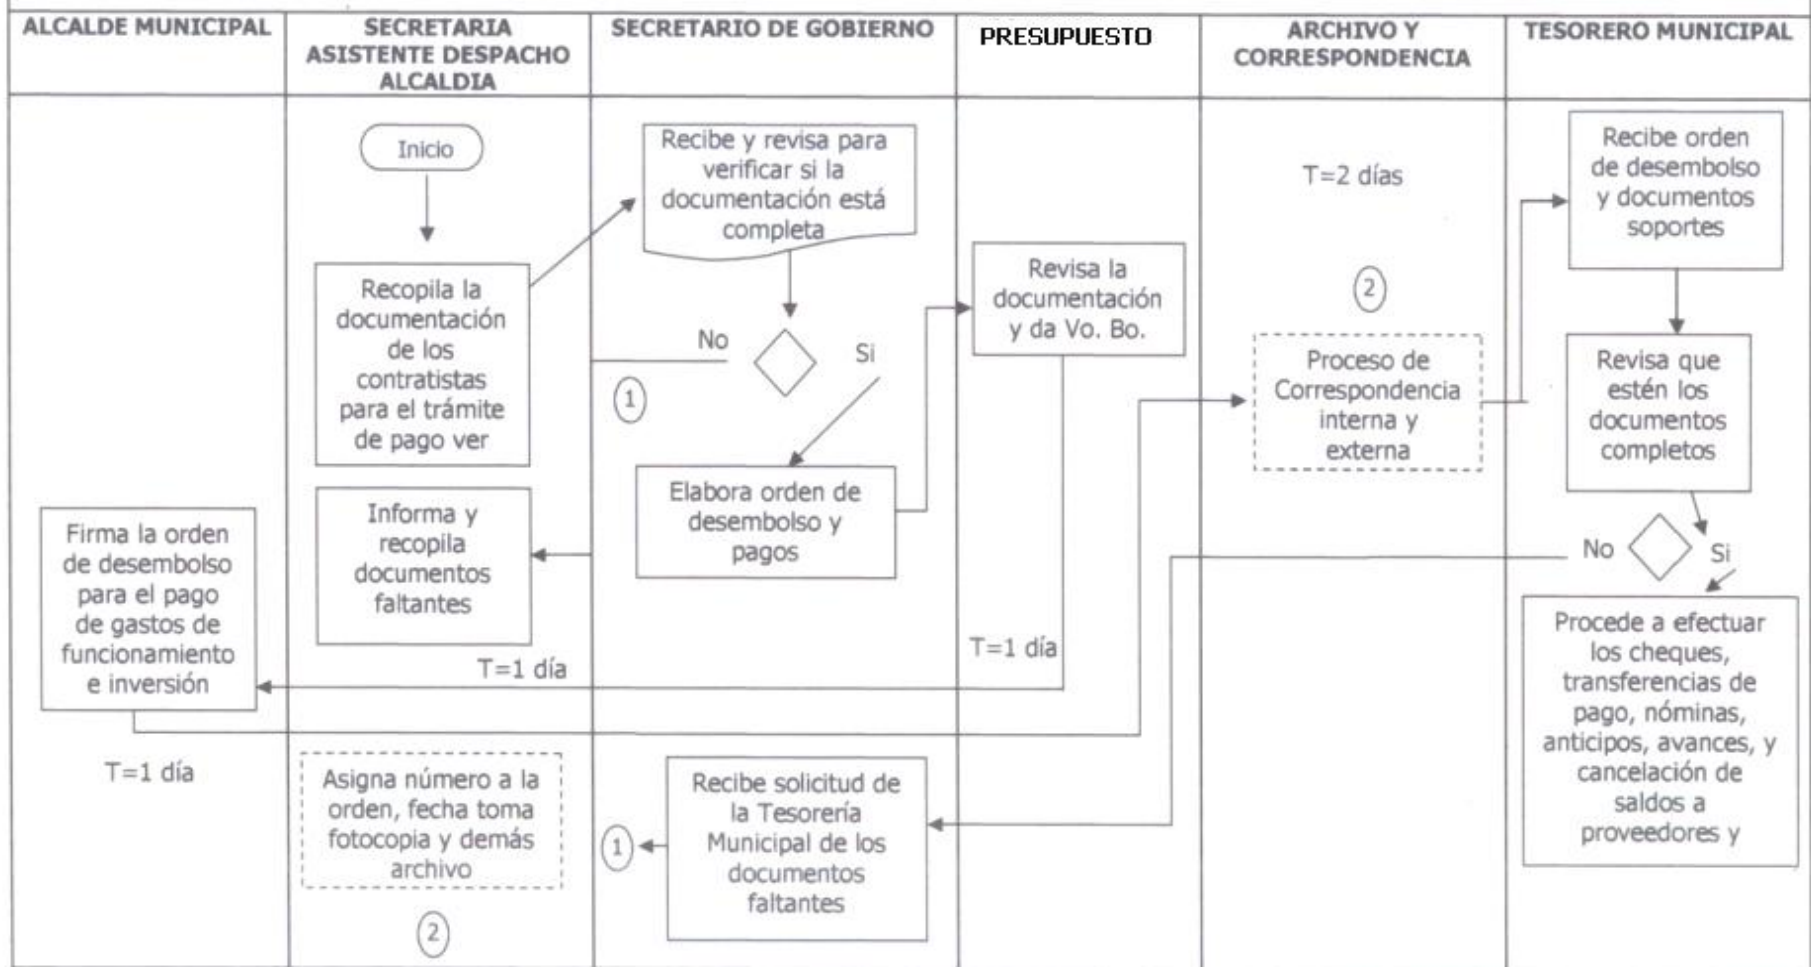 ALCALDE MUNICIPAL
SECRETARIA
ASISTENTE DESPACHO
ALCALDIA
SECRETARIO DE GOBIERNO
PRESUPUESTO
ARCHIVO Y
CORRESPONDENCIA
TESORERO MUNICIPAL
Inicio
Recopila la
documentación
de los
contratistas
para el trámite
de pago ver
Recibe y revisa para
verificar si la
documentación está
completa
No
Si
1
Informa y
recopila
documentos
faltantes
T=1 día
Elabora orden de
desembolso y
pagos
Revisa la
documentación
y da Vo. Bo.
T=1 día
Firma la orden
de desembolso
para el pago
de gastos de
funcionamiento
e inversión
T=1 día
Asigna número a la
orden, fecha toma
fotocopia y demás
archivo
2
T=2 días
2
Proceso de
Correspondencia
interna y
externa
Recibe orden
de desembolso
y documentos
soportes
Revisa que
estén los
documentos
completos
No
Si
Procede a efectuar
los cheques,
transferencias de
pago, nóminas,
anticipos, avances, y
cancelación de
saldos a
proveedores y
Recibe solicitud de
la Tesorería
Municipal de los
documentos
faltantes
1